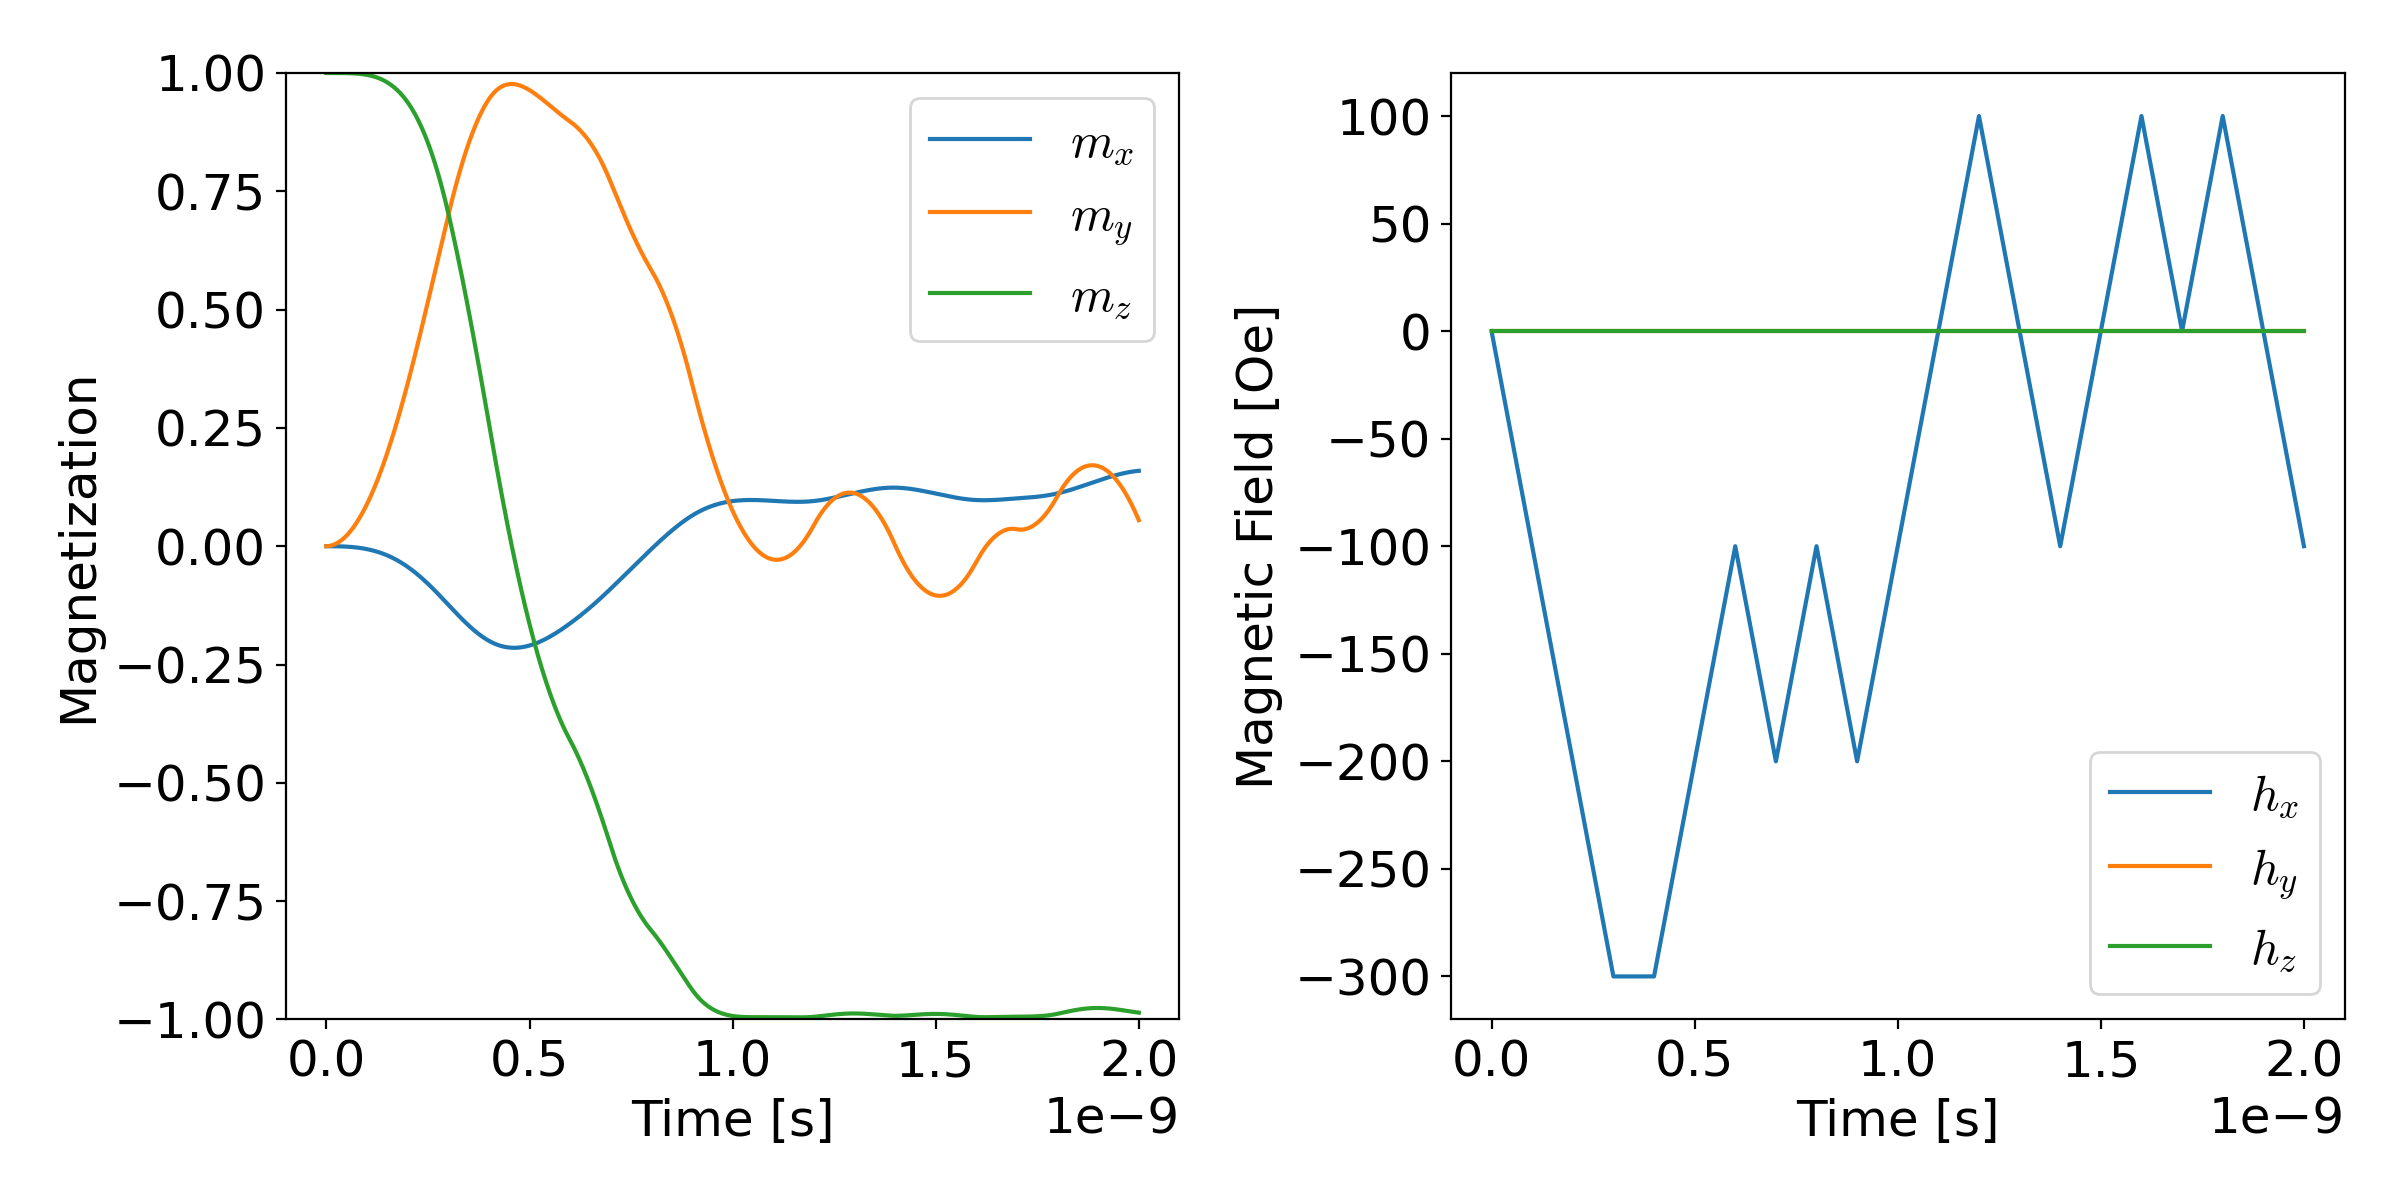 Magnetization
1.00
0.75
0.50
0.25
0.00
−0.25
−0.50
−0.75
−1.00
0.0 0.5 1.0 1.5 2.0
Time [s]
1e−9
m_x
m_y
m_z
Magnetic Field [Oe]
100
50
0
−50
−100
−150
−200
−250
−300
0.0 0.5 1.0 1.5 2.0
Time [s]
1e−9
h_x
h_y
h_z